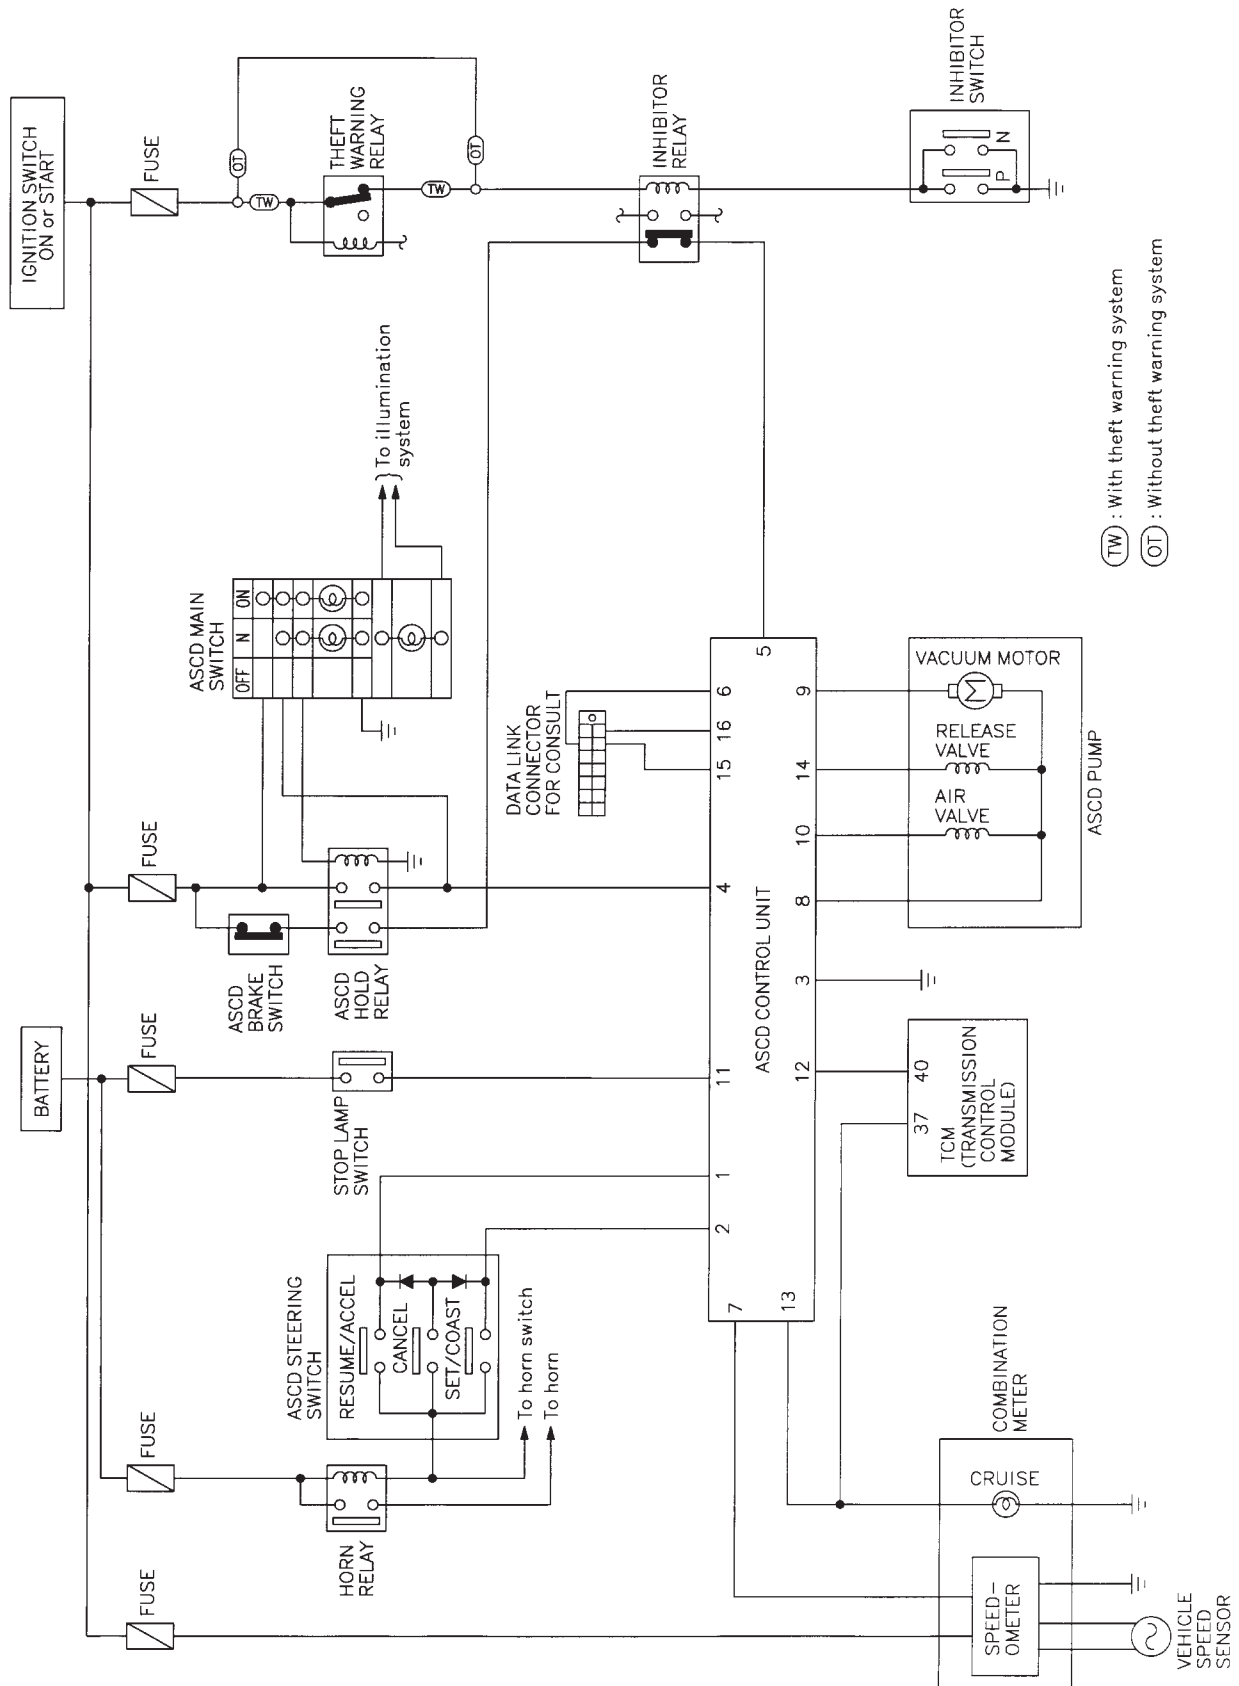 IGNITION SWITCH
ON or START
BATTERY
FUSE
FUSE
FUSE
FUSE
FUSE
OT
TW
THEFT
WARNING
RELAY
OT
TW
INHIBITOR
RELAY
INHIBITOR
SWITCH
N
P
ASCD MAIN
SWITCH
OFF
N
ON
To illumination
system
ASCD
BRAKE
SWITCH
ASCD
HOLD
RELAY
STOP LAMP
SWITCH
ASCD STEERING
SWITCH
RESUME/ACCEL
CANCEL
SET/COAST
To horn switch
To horn
HORN
RELAY
DATA LINK
CONNECTOR
FOR CONSULT
ASCD CONTROL UNIT
7
2
1
11
4
15
16
6
5
13
12
3
8
10
14
9
VACUUM MOTOR
M
RELEASE
VALVE
AIR
VALVE
ASCD PUMP
37
40
TCM
(TRANSMISSION
CONTROL
MODULE)
COMBINATION
METER
CRUISE
SPEED-
OMETER
VEHICLE
SPEED
SENSOR
TW : With theft warning system
OT : Without theft warning system